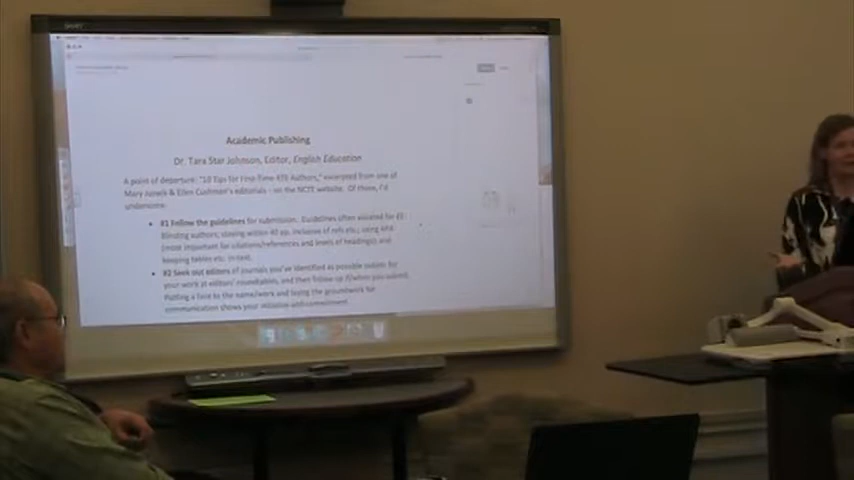 SMART
Academic Publishing
Dr. Tara Star Johnson, Editor, English Education
A point of departure: "10 Tips for First-Time RTE Authors," excerpted from one of
Mary Juzwik & Ellen Cushman's editorials - on the NCTE website. Of those, I'd
underscore:
• #1 Follow the guidelines for submission. Guidelines often violated for EE:
Blinding authors; staying within 40 pp. inclusive of refs etc.; using APA
(most important for citations/references and levels of headings); and
keeping tables etc. in-text.
• #2 Seek out editors of journals you've identified as possible outlets for
your work at editors' roundtables, and then follow up if/when you submit.
Putting a face to the name/work and laying the groundwork for
communication shows your initiative and commitment.